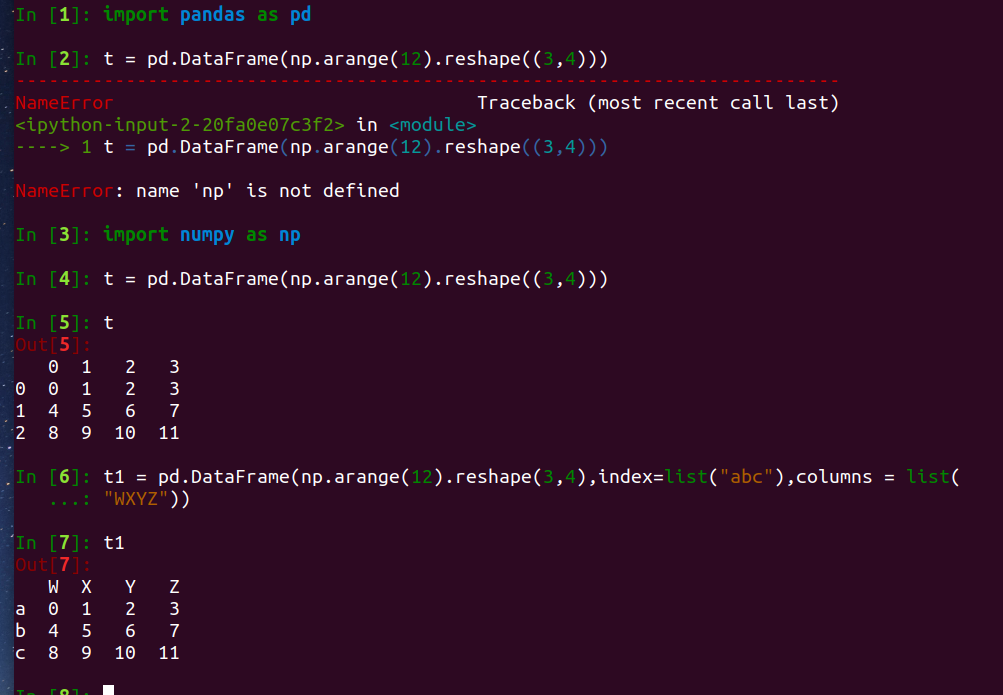 In [1]: import pandas as pd
In [2]: t = pd.DataFrame(np.arange(12).reshape((3,4)))
---------------------------------------------------------------------------
NameError                                 Traceback (most recent call last)
<ipython-input-2-20fa0e07c3f2> in <module>
----> 1 t = pd.DataFrame(np.arange(12).reshape((3,4)))
NameError: name 'np' is not defined
In [3]: import numpy as np
In [4]: t = pd.DataFrame(np.arange(12).reshape((3,4)))
In [5]: t
Out[5]:
   0  1   2   3
0  0  1   2   3
1  4  5   6   7
2  8  9  10  11
In [6]: t1 = pd.DataFrame(np.arange(12).reshape(3,4),index=list("abc"),columns = list(
   ...: "WXYZ"))
In [7]: t1
Out[7]:
   W  X   Y   Z
a  0  1   2   3
b  4  5   6   7
c  8  9  10  11
In [8]: